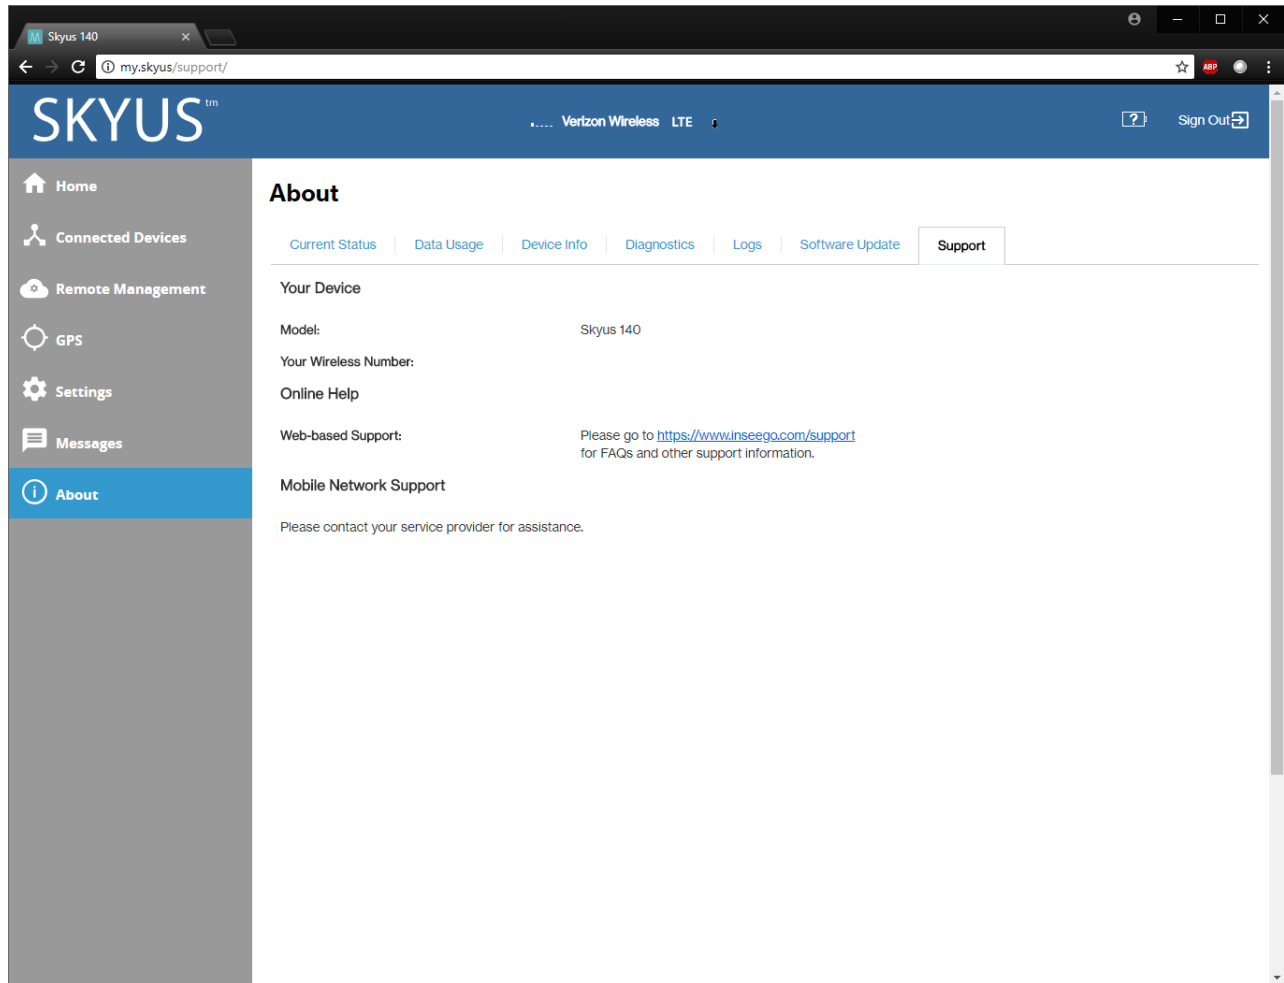 Skyus 140
my.skyus/support/
ABP
SKYUS™
Verizon Wireless LTE
?
Sign Out
Home
Connected Devices
Remote Management
GPS
Settings
Messages
About
About
Current Status
Data Usage
Device Info
Diagnostics
Logs
Software Update
Support
Your Device
Model: Skyus 140
Your Wireless Number:
Online Help
Web-based Support: Please go to https://www.inseego.com/support
for FAQs and other support information.
Mobile Network Support
Please contact your service provider for assistance.